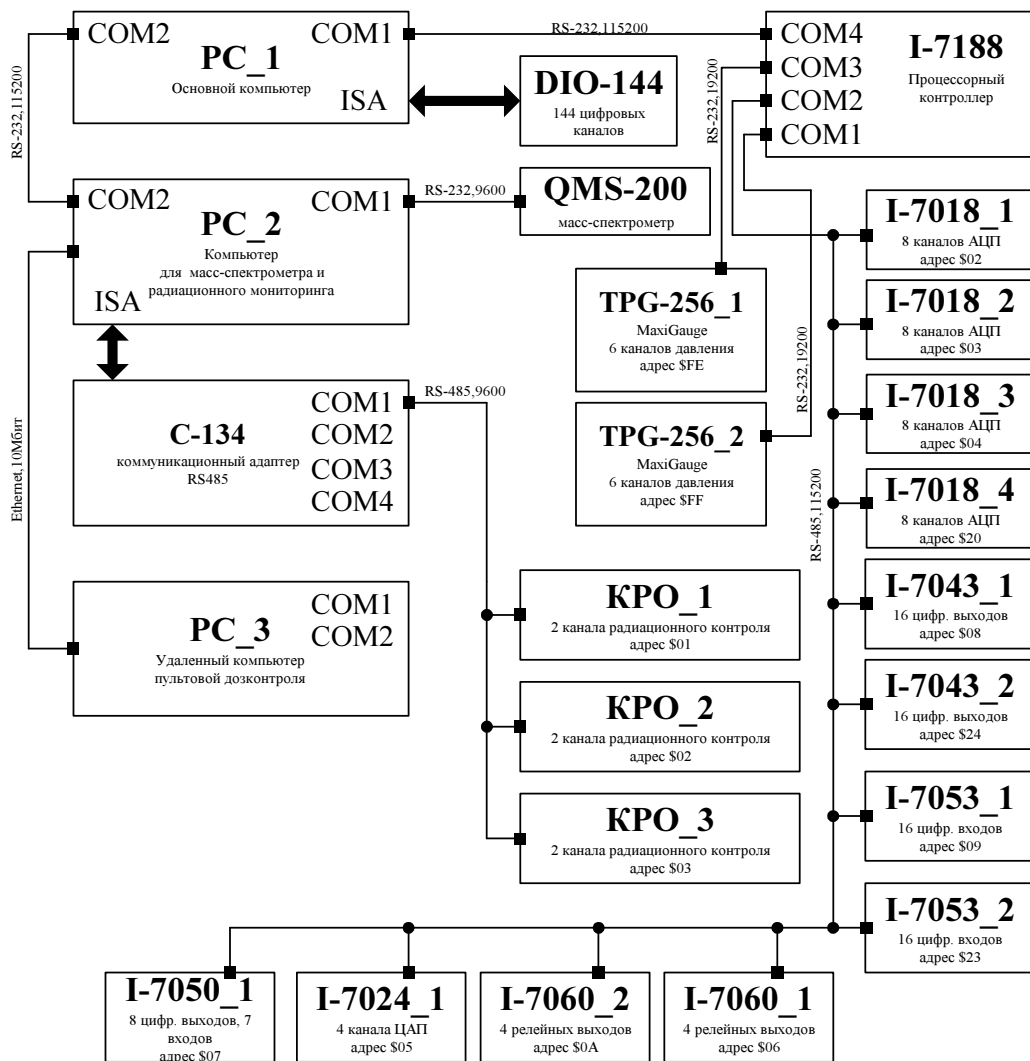 COM2
PC_1
COM1
Основной компьютер
ISA
RS-232,115200
DIO-144
144 цифровых
каналов
COM4
COM3
COM2
COM1
I-7188
Процессорный
контроллер
RS-232,115200
RS-232,19200
COM2
PC_2
COM1
Компьютер
для масс-спектрометра и
радиационного мониторинга
ISA
RS-232,9600
QMS-200
масс-спектрометр
TPG-256_1
MaxiGauge
6 каналов давления
адрес $FE
RS-232,19200
TPG-256_2
MaxiGauge
6 каналов давления
адрес $FF
C-134
коммуникационный адаптер
RS485
COM1
COM2
COM3
COM4
RS-485,9600
Ethernet,10Мбит
PC_3
Удаленный компьютер
пультовой дозконтроля
COM1
COM2
КРО_1
2 канала радиационного контроля
адрес $01
КРО_2
2 канала радиационного контроля
адрес $02
КРО_3
2 канала радиационного контроля
адрес $03
RS-485,115200
I-7018_1
8 каналов АЦП
адрес $02
I-7018_2
8 каналов АЦП
адрес $03
I-7018_3
8 каналов АЦП
адрес $04
I-7018_4
8 каналов АЦП
адрес $20
I-7043_1
16 цифр. выходов
адрес $08
I-7043_2
16 цифр. выходов
адрес $24
I-7053_1
16 цифр. входов
адрес $09
I-7053_2
16 цифр. входов
адрес $23
I-7050_1
8 цифр. выходов, 7
входов
адрес $07
I-7024_1
4 канала ЦАП
адрес $05
I-7060_2
4 релейных выходов
адрес $0A
I-7060_1
4 релейных выходов
адрес $06